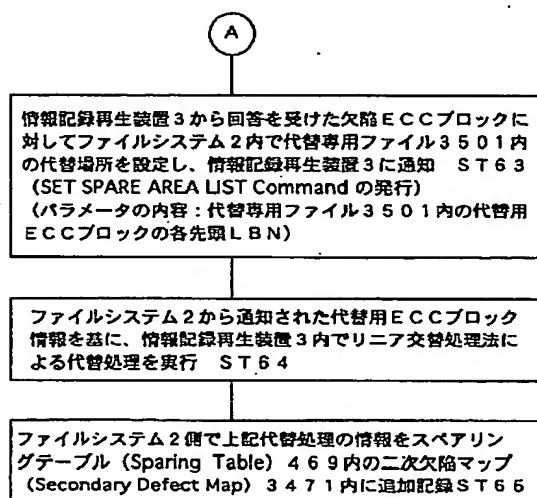 A
情報記録再生装置３から回答を受けた欠陥ＥＣＣブロックに
対してファイルシステム２内で代替専用ファイル３５０１内
の代替場所を設定し、情報記録再生装置３に通知　ＳＴ６３
（SET SPARE AREA LIST Command の発行）
（パラメータの内容：代替専用ファイル３５０１内の代替用
ＥＣＣブロックの各先頭ＬＢＮ）
ファイルシステム２から通知された代替用ＥＣＣブロック
情報を基に、情報記録再生装置３内でリニア交替処理法に
よる代替処理を実行　ＳＴ６４
ファイルシステム２側で上記代替処理の情報をスペアリン
グテーブル（Sparing Table）４６９内の二次欠陥マップ
（Secondary Defect Map）３４７１内に追加記録ＳＴ６６